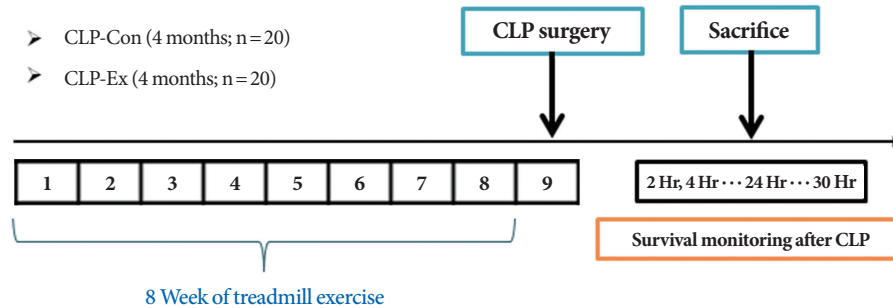 CLP-Con (4 months; n = 20)
CLP-Ex (4 months; n = 20)
CLP surgery
Sacrifice
1 2 3 4 5 6 7 8 9
2 Hr, 4 Hr ··· 24 Hr ··· 30 Hr
Survival monitoring after CLP
8 Week of treadmill exercise